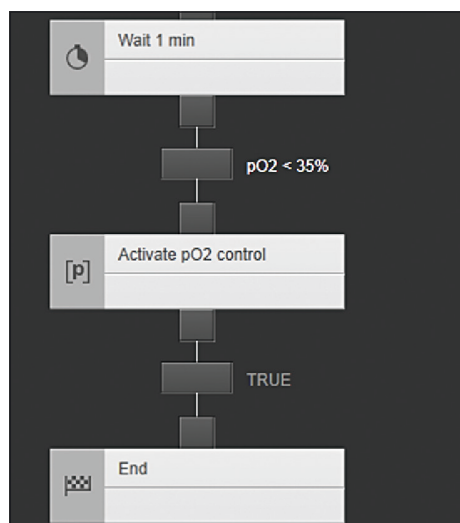 Wait 1 min
pO2 < 35%
Activate pO2 control
[p]
TRUE
End